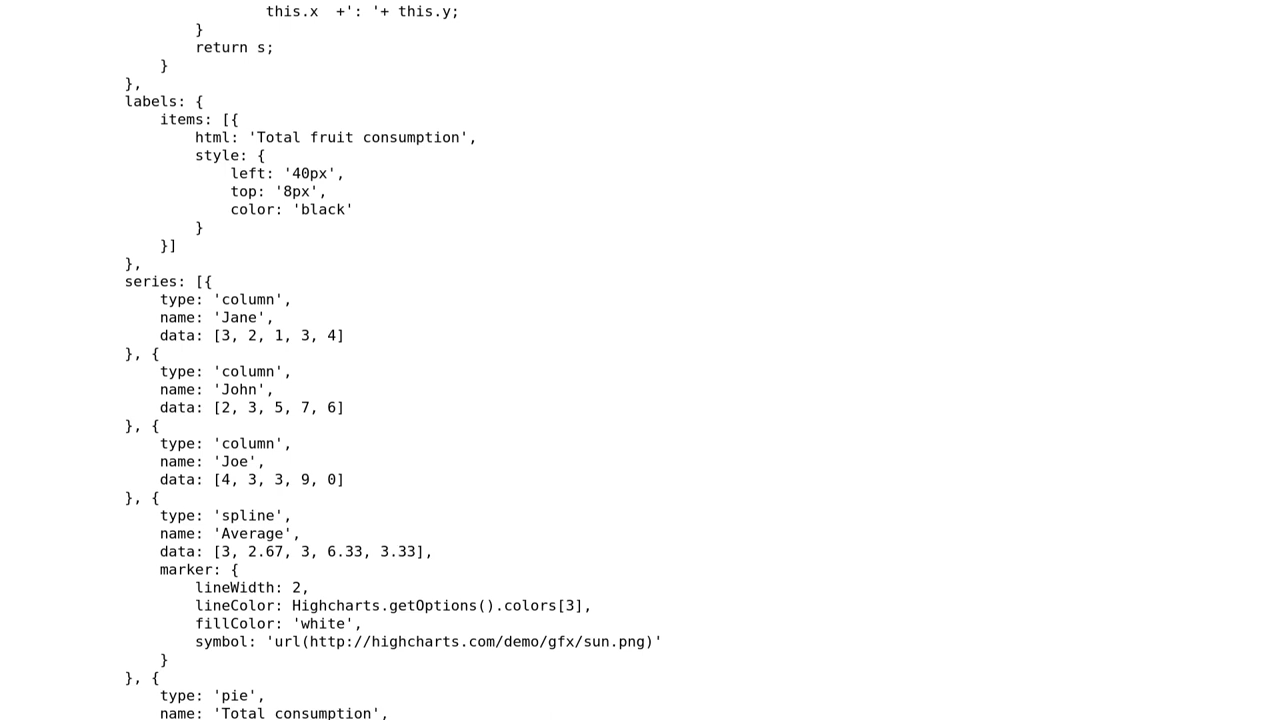 this.x  +': '+ this.y;
}
return s;
}
},
labels: {
items: [{
html: 'Total fruit consumption',
style: {
left: '40px',
top: '8px',
color: 'black'
}
}]
},
series: [{
type: 'column',
name: 'Jane',
data: [3, 2, 1, 3, 4]
}, {
type: 'column',
name: 'John',
data: [2, 3, 5, 7, 6]
}, {
type: 'column',
name: 'Joe',
data: [4, 3, 3, 9, 0]
}, {
type: 'spline',
name: 'Average',
data: [3, 2.67, 3, 6.33, 3.33],
marker: {
lineWidth: 2,
lineColor: Highcharts.getOptions().colors[3],
fillColor: 'white',
symbol: 'url(http://highcharts.com/demo/gfx/sun.png)'
}
}, {
type: 'pie',
name: 'Total consumption',